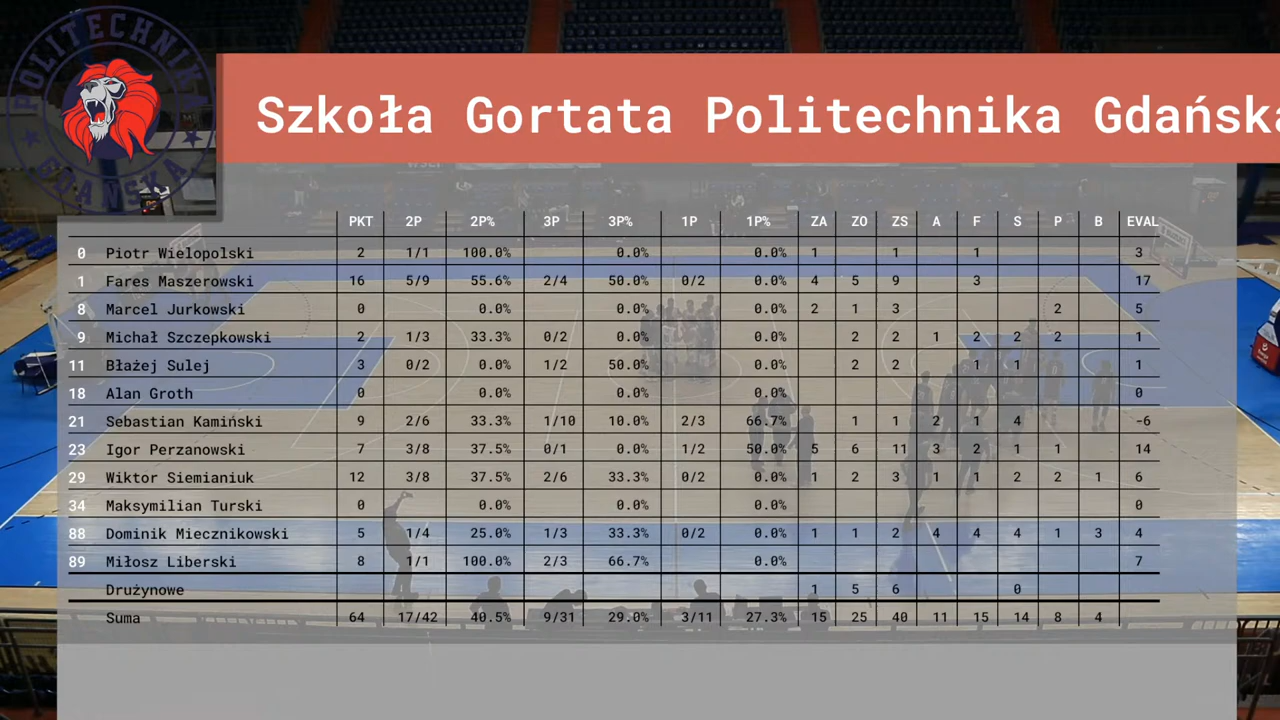 POLITECHNIKA
GDAŃSKA
Szkoła Gortata Politechnika Gdańska
PKT 2P 2P% 3P 3P% 1P 1P% ZA ZO ZS A F S P B EVAL
0 Piotr Wielopolski 2 1/1 100.0% 0.0% 0.0% 1 1 1 3
1 Fares Maszerowski 16 5/9 55.6% 2/4 50.0% 0/2 0.0% 4 5 9 3 17
8 Marcel Jurkowski 0 0.0% 0.0% 0.0% 2 1 3 2 5
9 Michał Szczepkowski 2 1/3 33.3% 0/2 0.0% 0.0% 2 2 1 2 2 2 1
11 Błażej Sulej 3 0/2 0.0% 1/2 50.0% 0.0% 2 2 1 1 1
18 Alan Groth 0 0.0% 0.0% 0.0% 0
21 Sebastian Kamiński 9 2/6 33.3% 1/10 10.0% 2/3 66.7% 1 1 2 1 4 -6
23 Igor Perzanowski 7 3/8 37.5% 0/1 0.0% 1/2 50.0% 5 6 11 3 2 1 1 14
29 Wiktor Siemianiuk 12 3/8 37.5% 2/6 33.3% 0/2 0.0% 1 2 3 1 1 2 2 1 6
34 Maksymilian Turski 0 0.0% 0.0% 0.0% 0
88 Dominik Miecznikowski 5 1/4 25.0% 1/3 33.3% 0/2 0.0% 1 1 2 4 4 4 1 3 4
89 Miłosz Liberski 8 1/1 100.0% 2/3 66.7% 0.0% 7
Drużynowe 1 5 6 0
Suma 64 17/42 40.5% 9/31 29.0% 3/11 27.3% 15 25 40 11 15 14 8 4